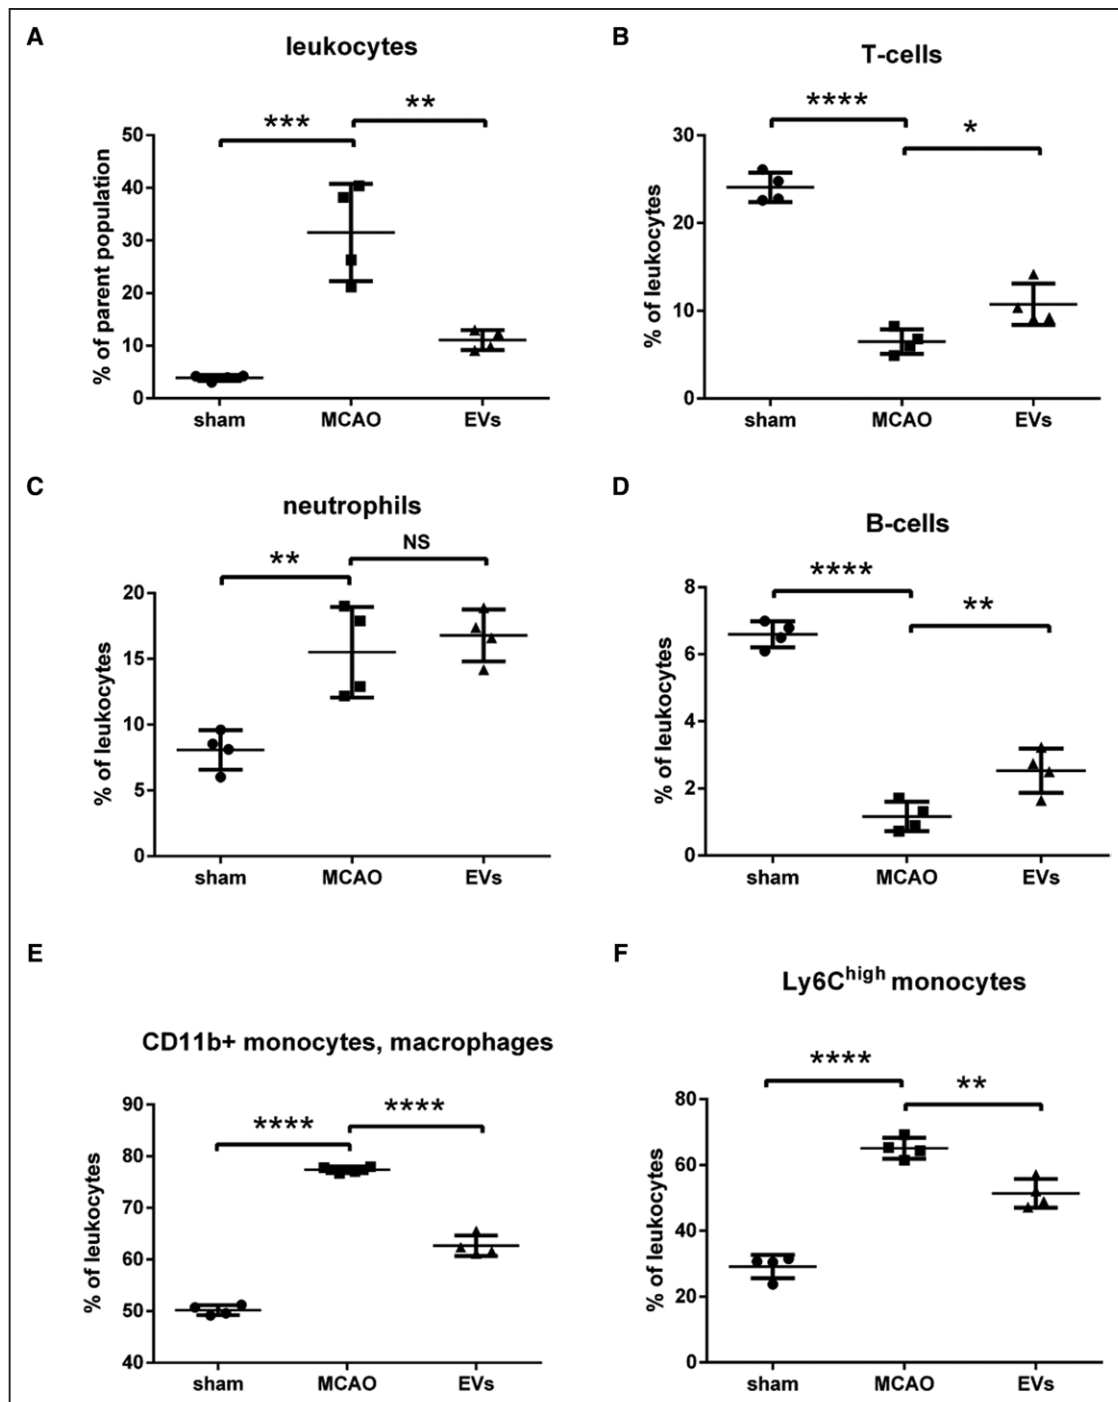 A
leukocytes
*** **
% of parent population
50
40
30
20
10
0
sham MCAO EVs
B
T-cells
**** *
% of leukocytes
30
20
10
0
sham MCAO EVs
C
neutrophils
** NS
% of leukocytes
20
15
10
5
0
sham MCAO EVs
D
B-cells
**** **
% of leukocytes
8
6
4
2
0
sham MCAO EVs
E
CD11b+ monocytes, macrophages
**** ****
% of leukocytes
90
80
70
60
50
40
sham MCAO EVs
F
Ly6Chigh monocytes
**** **
% of leukocytes
80
60
40
20
0
sham MCAO EVs